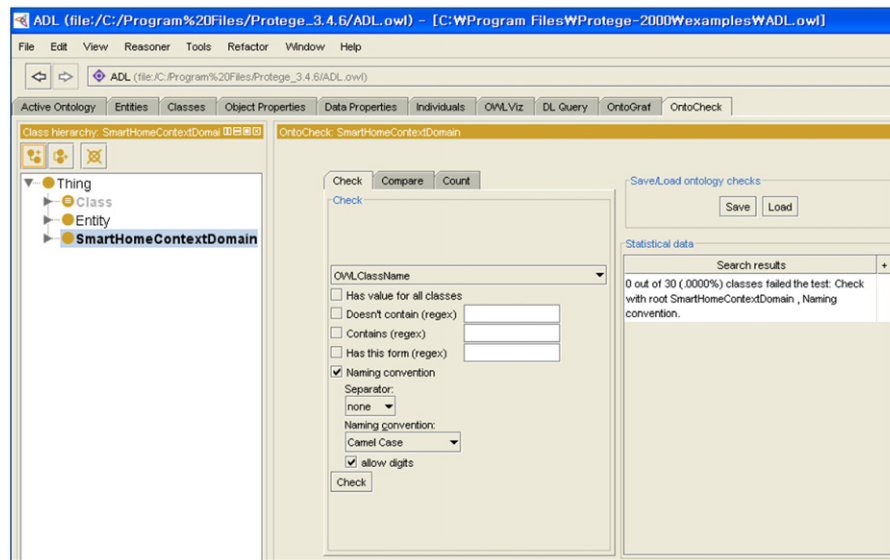 ADL (file:/C:/Program%20Files/Protege_3.4.6/ADL.owl) - [C:₩Program Files₩Protege-2000₩examples₩ADL.owl]
File Edit View Reasoner Tools Refactor Window Help
ADL (file:/C:/Program%20Files/Protege_3.4.6/ADL.owl)
Active Ontology Entities Classes Object Properties Data Properties Individuals OWLViz DL Query OntoGraf OntoCheck
Class hierarchy: SmartHomeContextDomai
OntoCheck: SmartHomeContextDomain
Thing
Class
Entity
SmartHomeContextDomain
Check Compare Count
Check
OWLClassName
Has value for all classes
Doesn't contain (regex)
Contains (regex)
Has this form (regex)
Naming convention
Separator:
none
Naming convention:
Camel Case
allow digits
Check
Save/Load ontology checks
Save Load
Statistical data
Search results +
0 out of 30 (.0000%) classes failed the test: Check
with root SmartHomeContextDomain , Naming
convention.